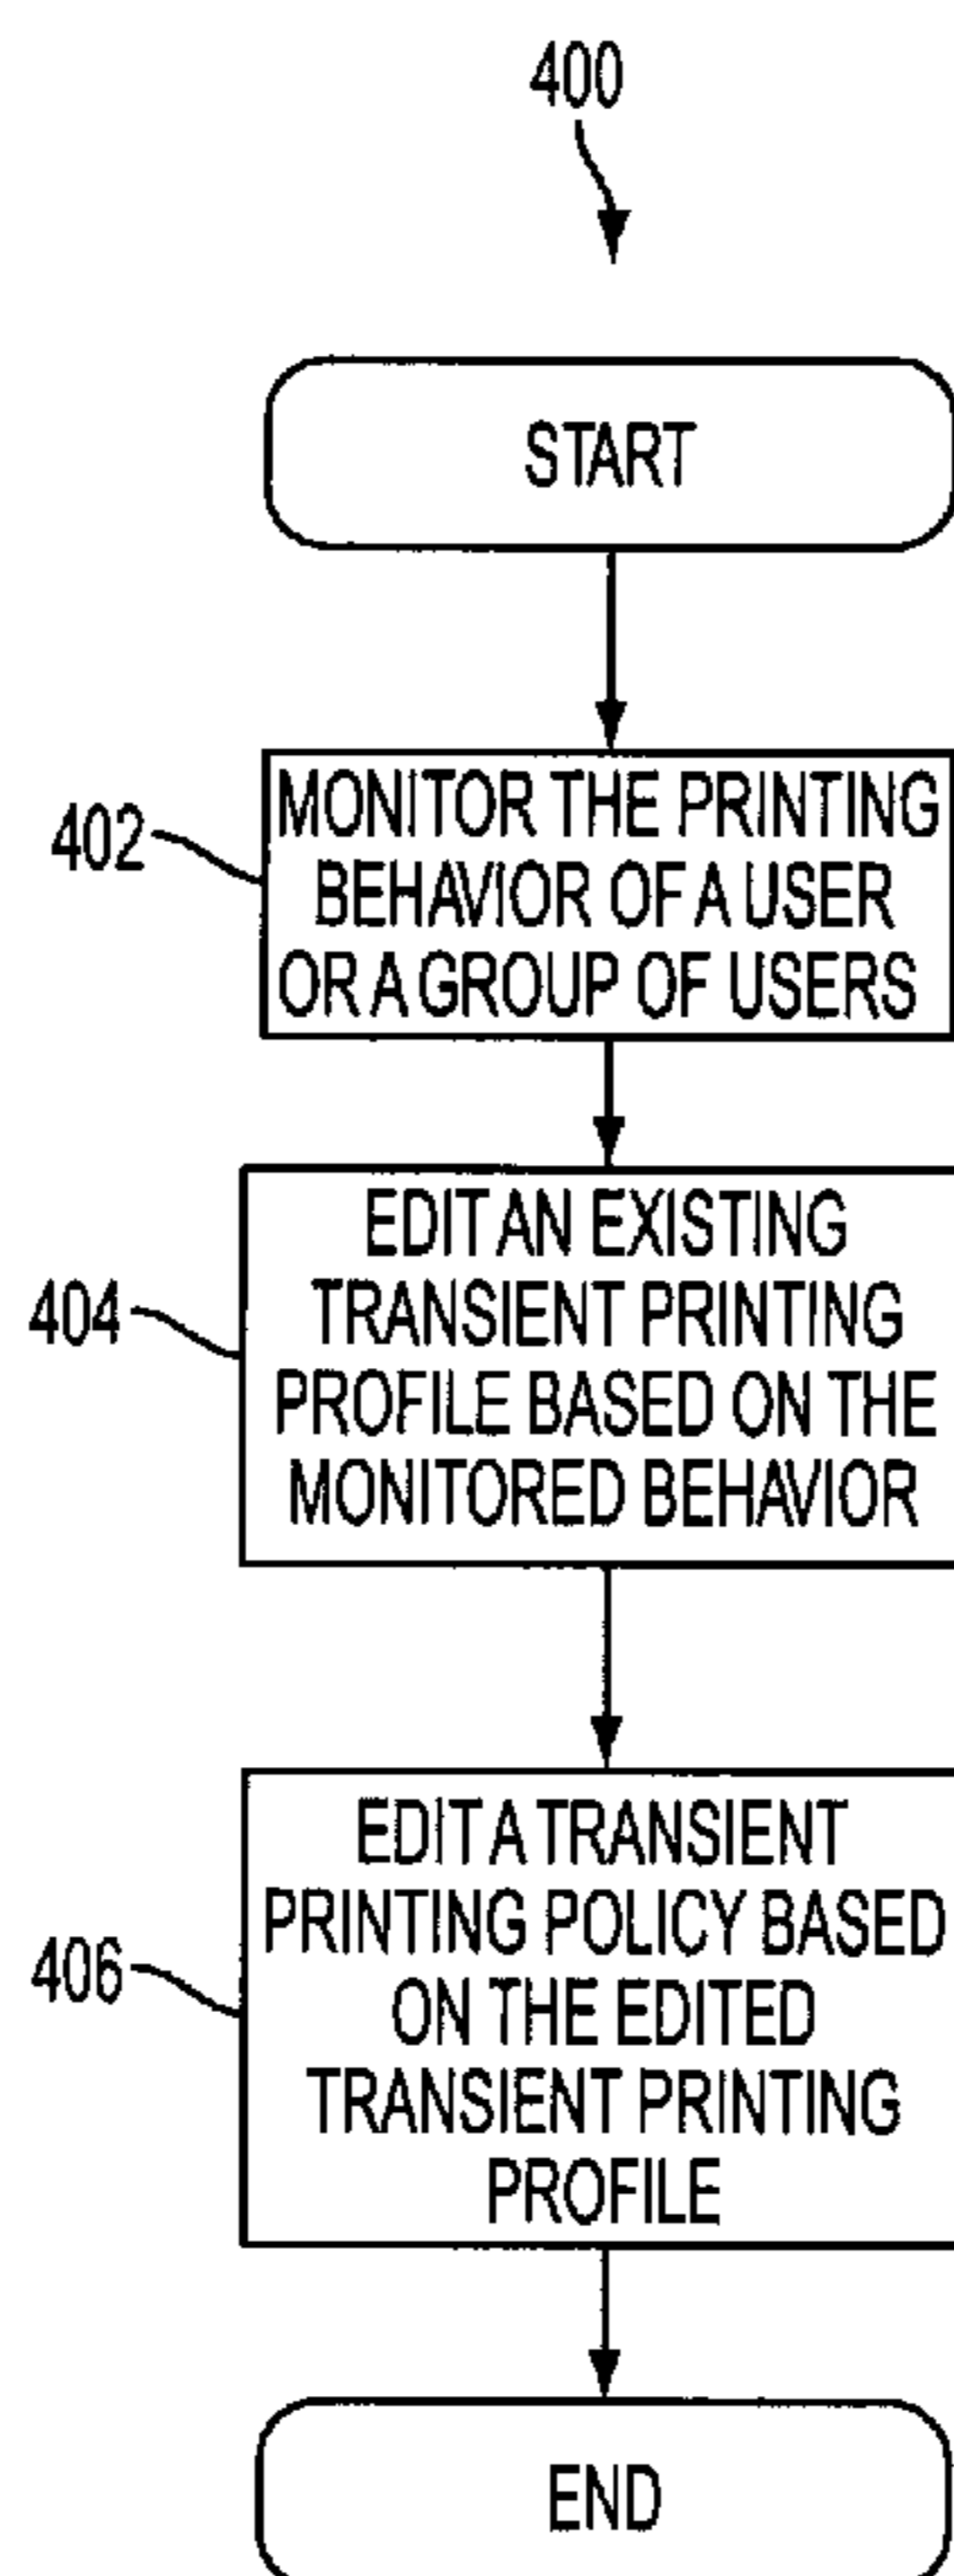 400
START
402
MONITOR THE PRINTING
BEHAVIOR OF A USER
OR A GROUP OF USERS
404
EDIT AN EXISTING
TRANSIENT PRINTING
PROFILE BASED ON THE
MONITORED BEHAVIOR
406
EDIT A TRANSIENT
PRINTING POLICY BASED
ON THE EDITED
TRANSIENT PRINTING
PROFILE
END